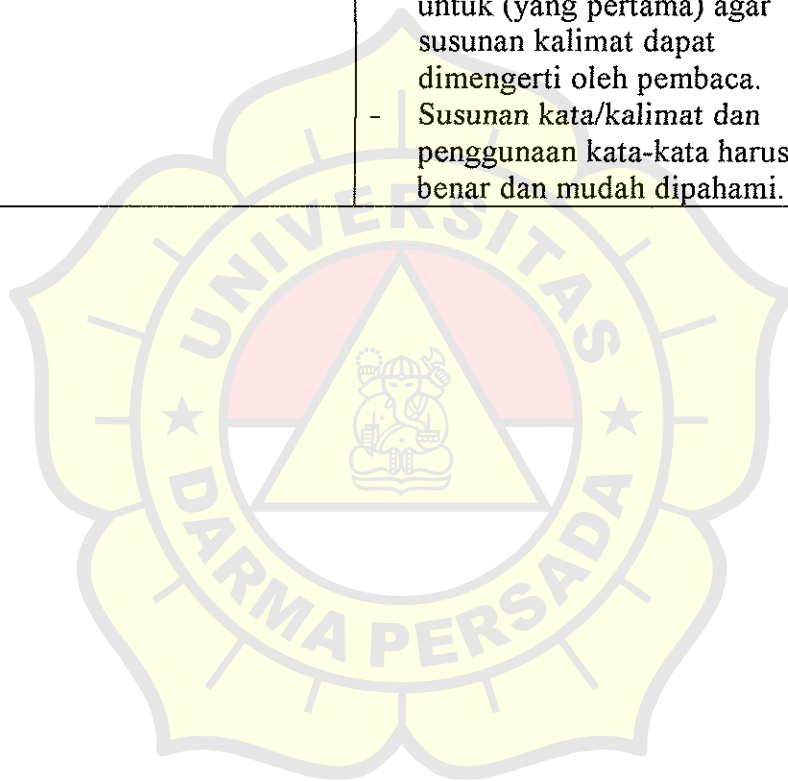 untuk (yang pertama) agar
susunan kalimat dapat
dimengerti oleh pembaca.
- Susunan kata/kalimat dan
penggunaan kata-kata harus
benar dan mudah dipahami.
UNIVERSITAS
DARMA PERSADA